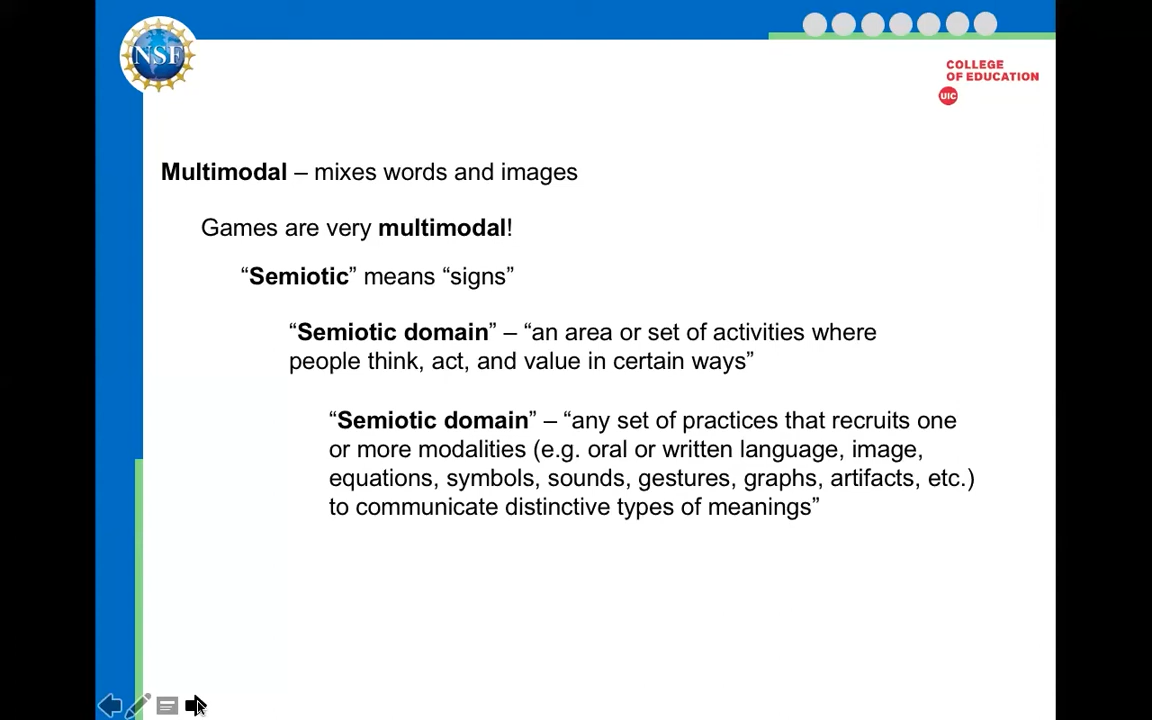 NSF
COLLEGE
OF EDUCATION
UIC
Multimodal – mixes words and images
Games are very multimodal!
“Semiotic” means “signs”
“Semiotic domain” – “an area or set of activities where
people think, act, and value in certain ways”
“Semiotic domain” – “any set of practices that recruits one
or more modalities (e.g. oral or written language, image,
equations, symbols, sounds, gestures, graphs, artifacts, etc.)
to communicate distinctive types of meanings”